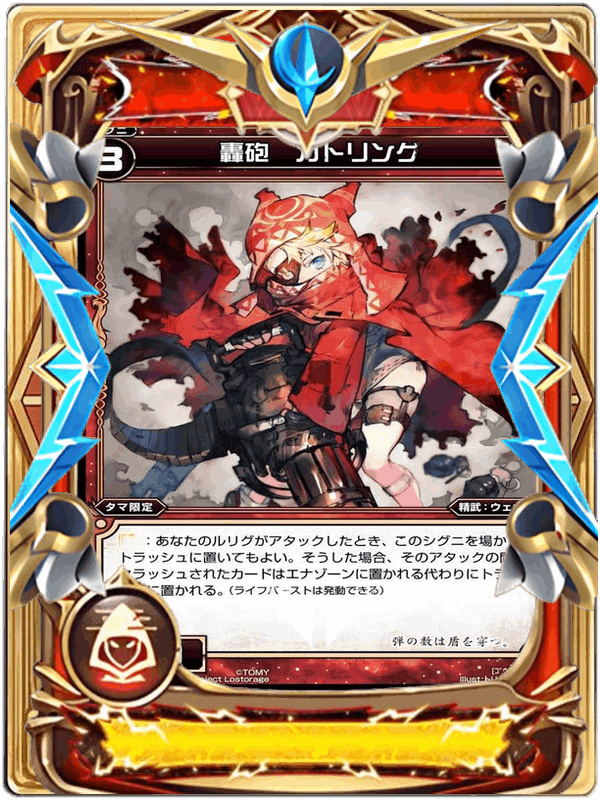 3
轟砲 ガトリング
タマ限定
精武：ウェ
：あなたのルリグがアタックしたとき、このシグニを場か
トラッシュに置いてもよい。そうした場合、そのアタックの
ラッシュされたカードはエナゾーンに置かれる代わりにト
に置かれる。（ライフバーストは発動できる）
弾の数は盾を穿つ。
©TOMY
ject Lostorage
illust:トリ